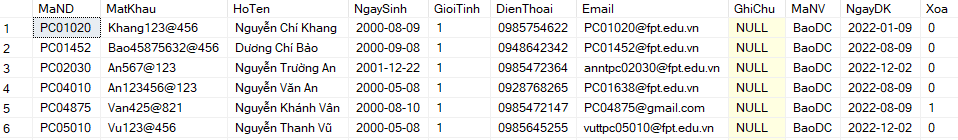 MaND MatKhau HoTen NgaySinh GioiTinh DienThoai Email GhiChu MaNV NgayDK Xoa
1 PC01020 Khang123@456 Nguyễn Chí Khang 2000-08-09 1 0985754622 PC01020@fpt.edu.vn NULL BaoDC 2022-01-09 0
2 PC01452 Bao45875632@456 Dương Chí Bảo 2000-09-08 1 0948642342 PC01452@fpt.edu.vn NULL BaoDC 2022-08-09 0
3 PC02030 An567@123 Nguyễn Trường An 2001-12-22 1 0985472364 anntpc02030@fpt.edu.vn NULL BaoDC 2022-12-02 0
4 PC04010 An123456@123 Nguyễn Văn An 2000-05-08 1 0928768265 PC01638@fpt.edu.vn NULL BaoDC 2022-08-09 0
5 PC04875 Van425@821 Nguyễn Khánh Vân 2000-08-10 1 0985472147 PC04875@gmail.com NULL BaoDC 2022-08-09 1
6 PC05010 Vu123@456 Nguyễn Thanh Vũ 2000-05-08 1 0985645255 vuttpc05010@fpt.edu.vn NULL BaoDC 2022-12-02 0